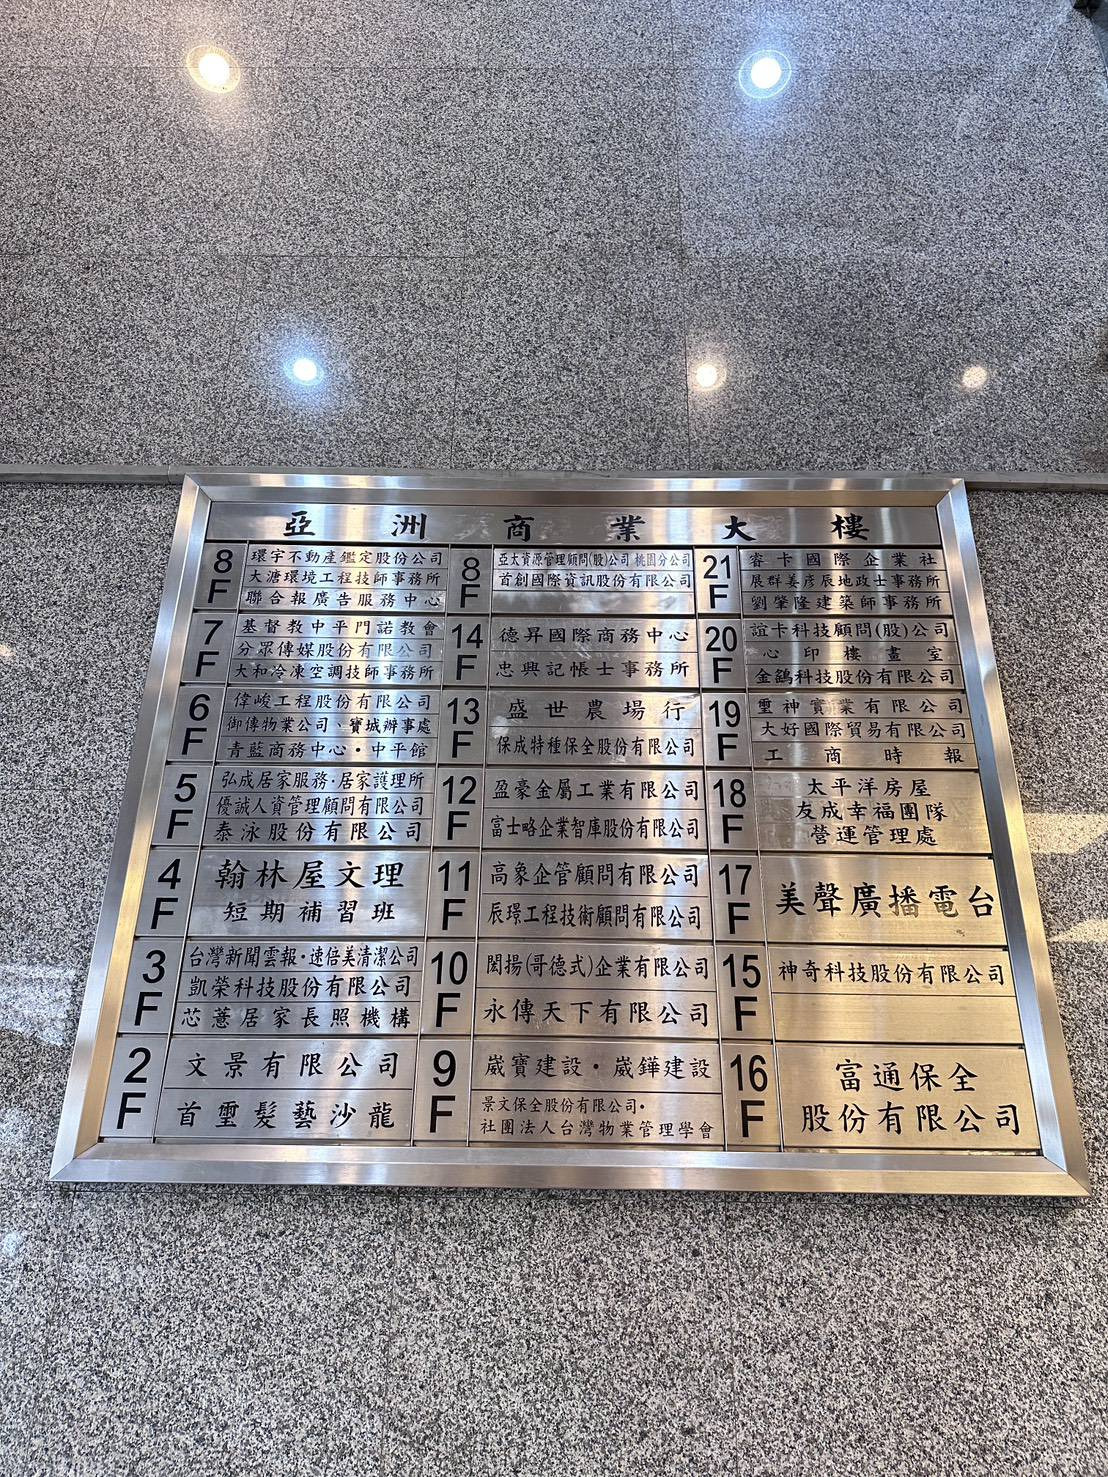 亞洲商業大樓
8F
環宇不動產鑑定股份公司
大溏環境工程技師事務所
聯合報廣告服務中心
7F
基督教中平門諾教會
分眾傳媒股份有限公司
大和冷凍空調技師事務所
6F
偉峻工程股份有限公司
御傳物業公司、寶城辦事處
青藍商務中心・中平館
5F
弘成居家服務・居家護理所
優誠人資管理顧問有限公司
泰泳股份有限公司
4F
翰林屋文理
短期補習班
3F
台灣新聞雲報・速倍美清潔公司
凱榮科技股份有限公司
芯薏居家長照機構
2F
文景有限公司
首璽髮藝沙龍
8F
亞太資源管理顧問(股)公司 桃園分公司
首創國際資訊股份有限公司
14F
德昇國際商務中心
忠興記帳士事務所
13F
盛世農場行
保成特種保全股份有限公司
12F
盈豪金屬工業有限公司
富士略企業智庫股份有限公司
11F
高象企管顧問有限公司
辰璟工程技術顧問有限公司
10F
閎揚(哥德式)企業有限公司
永傳天下有限公司
9F
崴寶建設・崴鏵建設
景文保全股份有限公司・
社團法人台灣物業管理學會
21F
睿卡國際企業社
展群姜彥辰地政士事務所
劉肇隆建築師事務所
20F
誼卡科技顧問(股)公司
心印樓畫室
金鷂科技股份有限公司
19F
璽神實業有限公司
大好國際貿易有限公司
工商時報
18F
太平洋房屋
友成幸福團隊
營運管理處
17F
美聲廣播電台
15F
神奇科技股份有限公司
16F
富通保全
股份有限公司